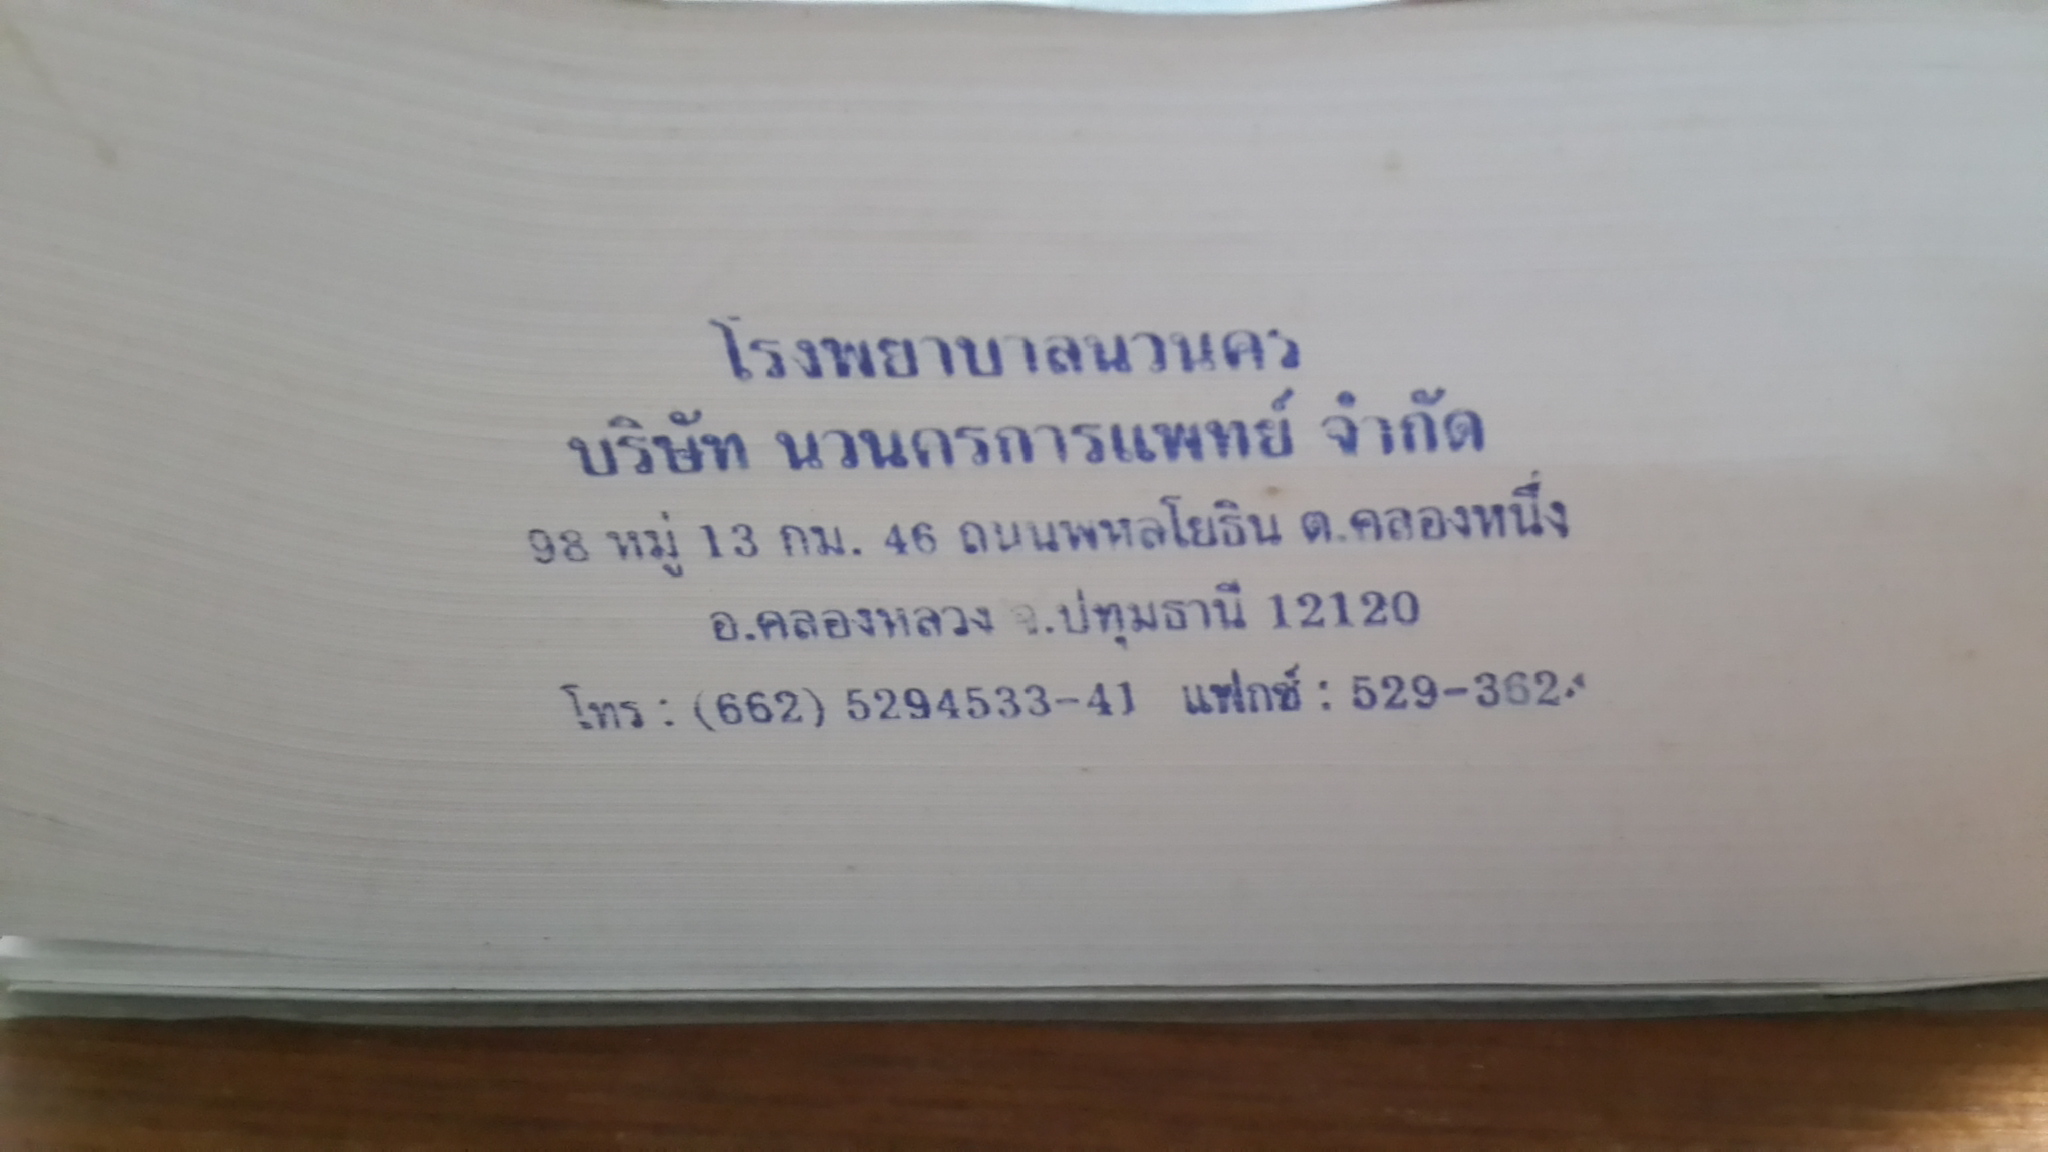 โรงพยาบาลนวนคร
บริษัท นวนครการแพทย์ จำกัด
98 หมู่ 13 กม. 46 ถนนพหลโยธิน ต.คลองหนึ่ง
อ.คลองหลวง จ.ปทุมธานี 12120
โทร : (662) 5294533-41 แฟกซ์ :